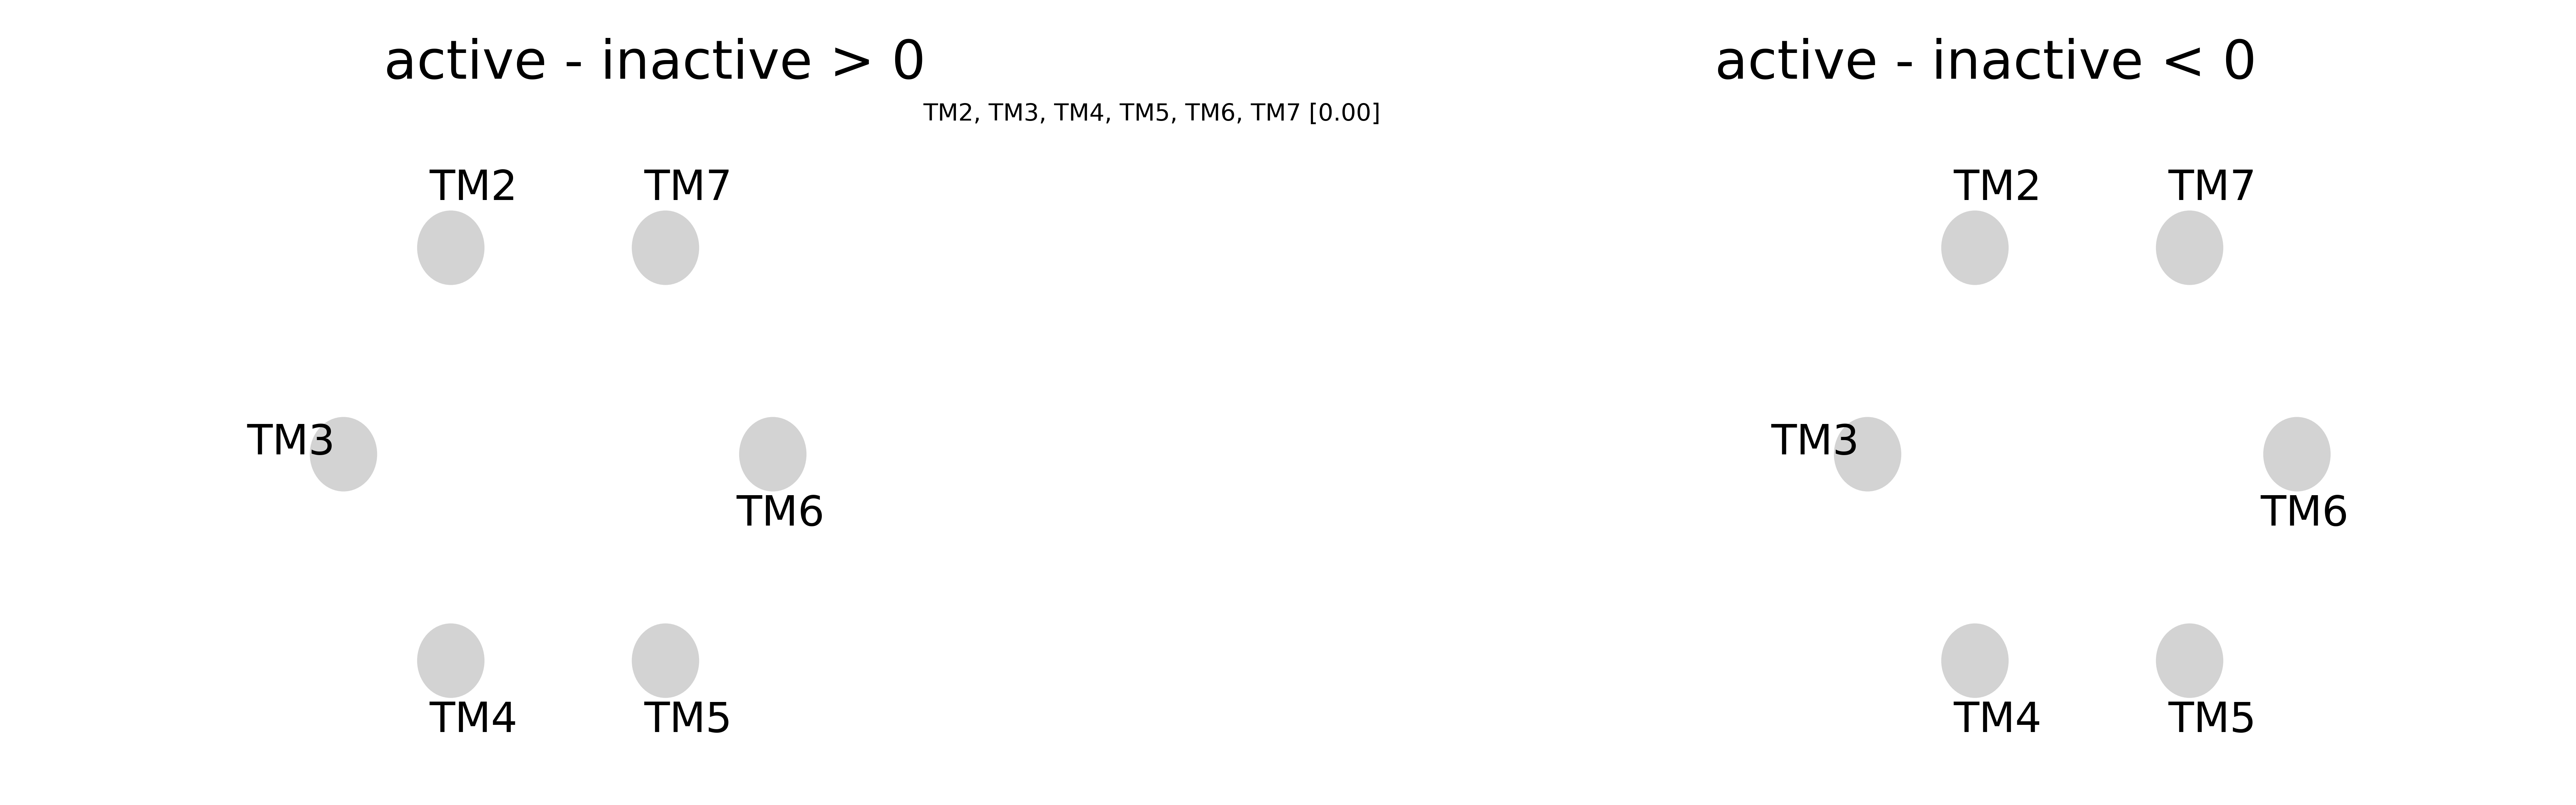 active - inactive > 0
active - inactive < 0
TM2, TM3, TM4, TM5, TM6, TM7 [0.00]
TM2
TM7
TM3
TM6
TM4
TM5
TM2
TM7
TM3
TM6
TM4
TM5